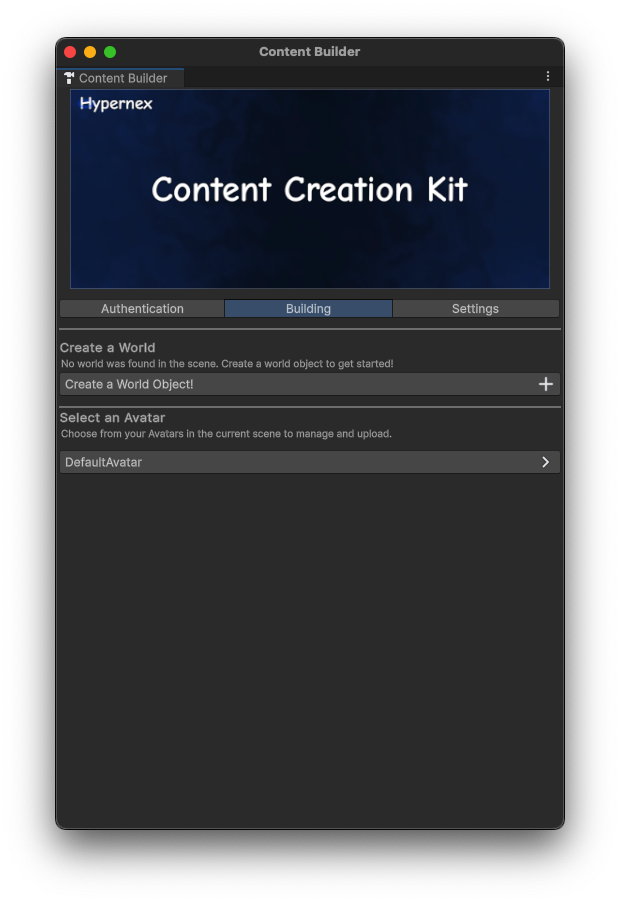 Content Builder
Content Builder
Hypernex
Content Creation Kit
Authentication Building Settings
Create a World
No world was found in the scene. Create a world object to get started!
Create a World Object!
Select an Avatar
Choose from your Avatars in the current scene to manage and upload.
DefaultAvatar